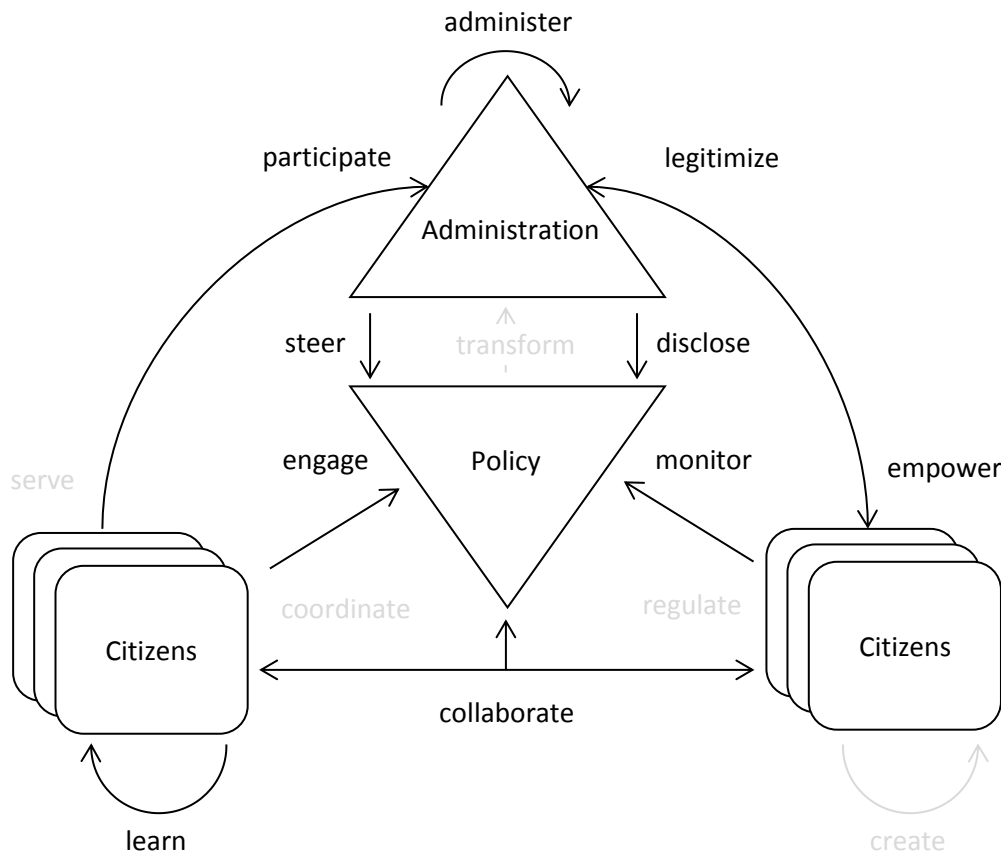 administer
participate
legitimize
Administration
steer
transform
disclose
engage
Policy
monitor
serve
empower
coordinate
regulate
Citizens
Citizens
collaborate
learn
create